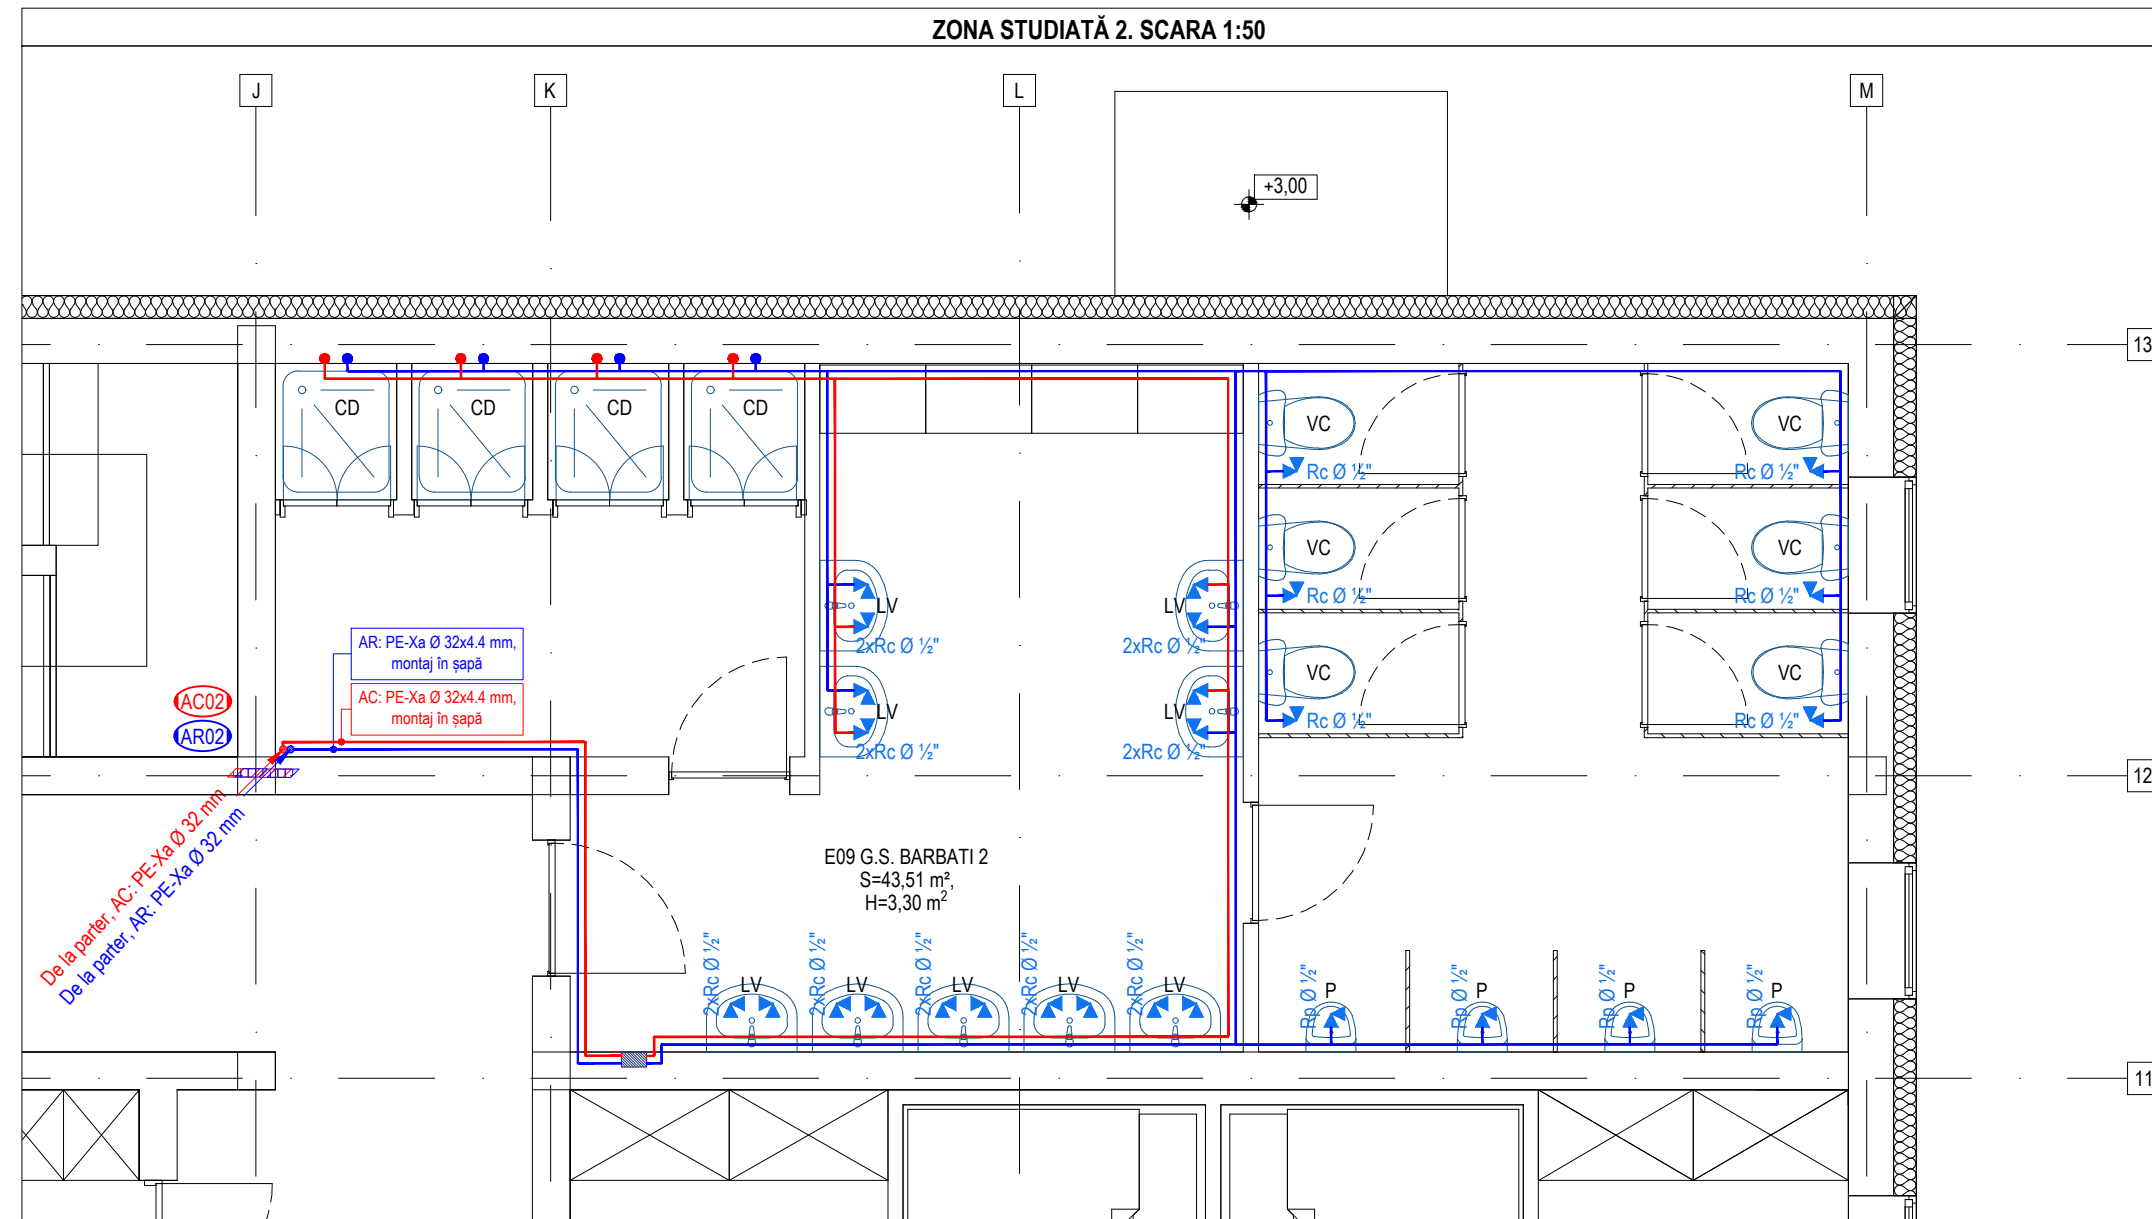 ZONA STUDIATĂ 2. SCARA 1:50
J
K
L
M
+3,00
13
CD
CD
CD
CD
VC
VC
Rc Ø ½"
Rc Ø ½"
VC
VC
Rc Ø ½"
Rc Ø ½"
LV
LV
2xRc Ø ½"
2xRc Ø ½"
AR: PE-Xa Ø 32x4.4 mm,
montaj în șapă
VC
VC
AC: PE-Xa Ø 32x4.4 mm,
montaj în șapă
AC02
LV
LV
Rc Ø ½"
Rc Ø ½"
AR02
2xRc Ø ½"
2xRc Ø ½"
12
De la parter, AC: PE-Xa Ø 32 mm
De la parter, AR: PE-Xa Ø 32 mm
E09 G.S. BARBATI 2
S=43,51 m²,
H=3,30 m²
2xRc Ø ½"
2xRc Ø ½"
2xRc Ø ½"
2xRc Ø ½"
2xRc Ø ½"
LV
LV
LV
LV
LV
Rp Ø ½"
Rp Ø ½"
Rp Ø ½"
Rp Ø ½"
P
P
P
P
11